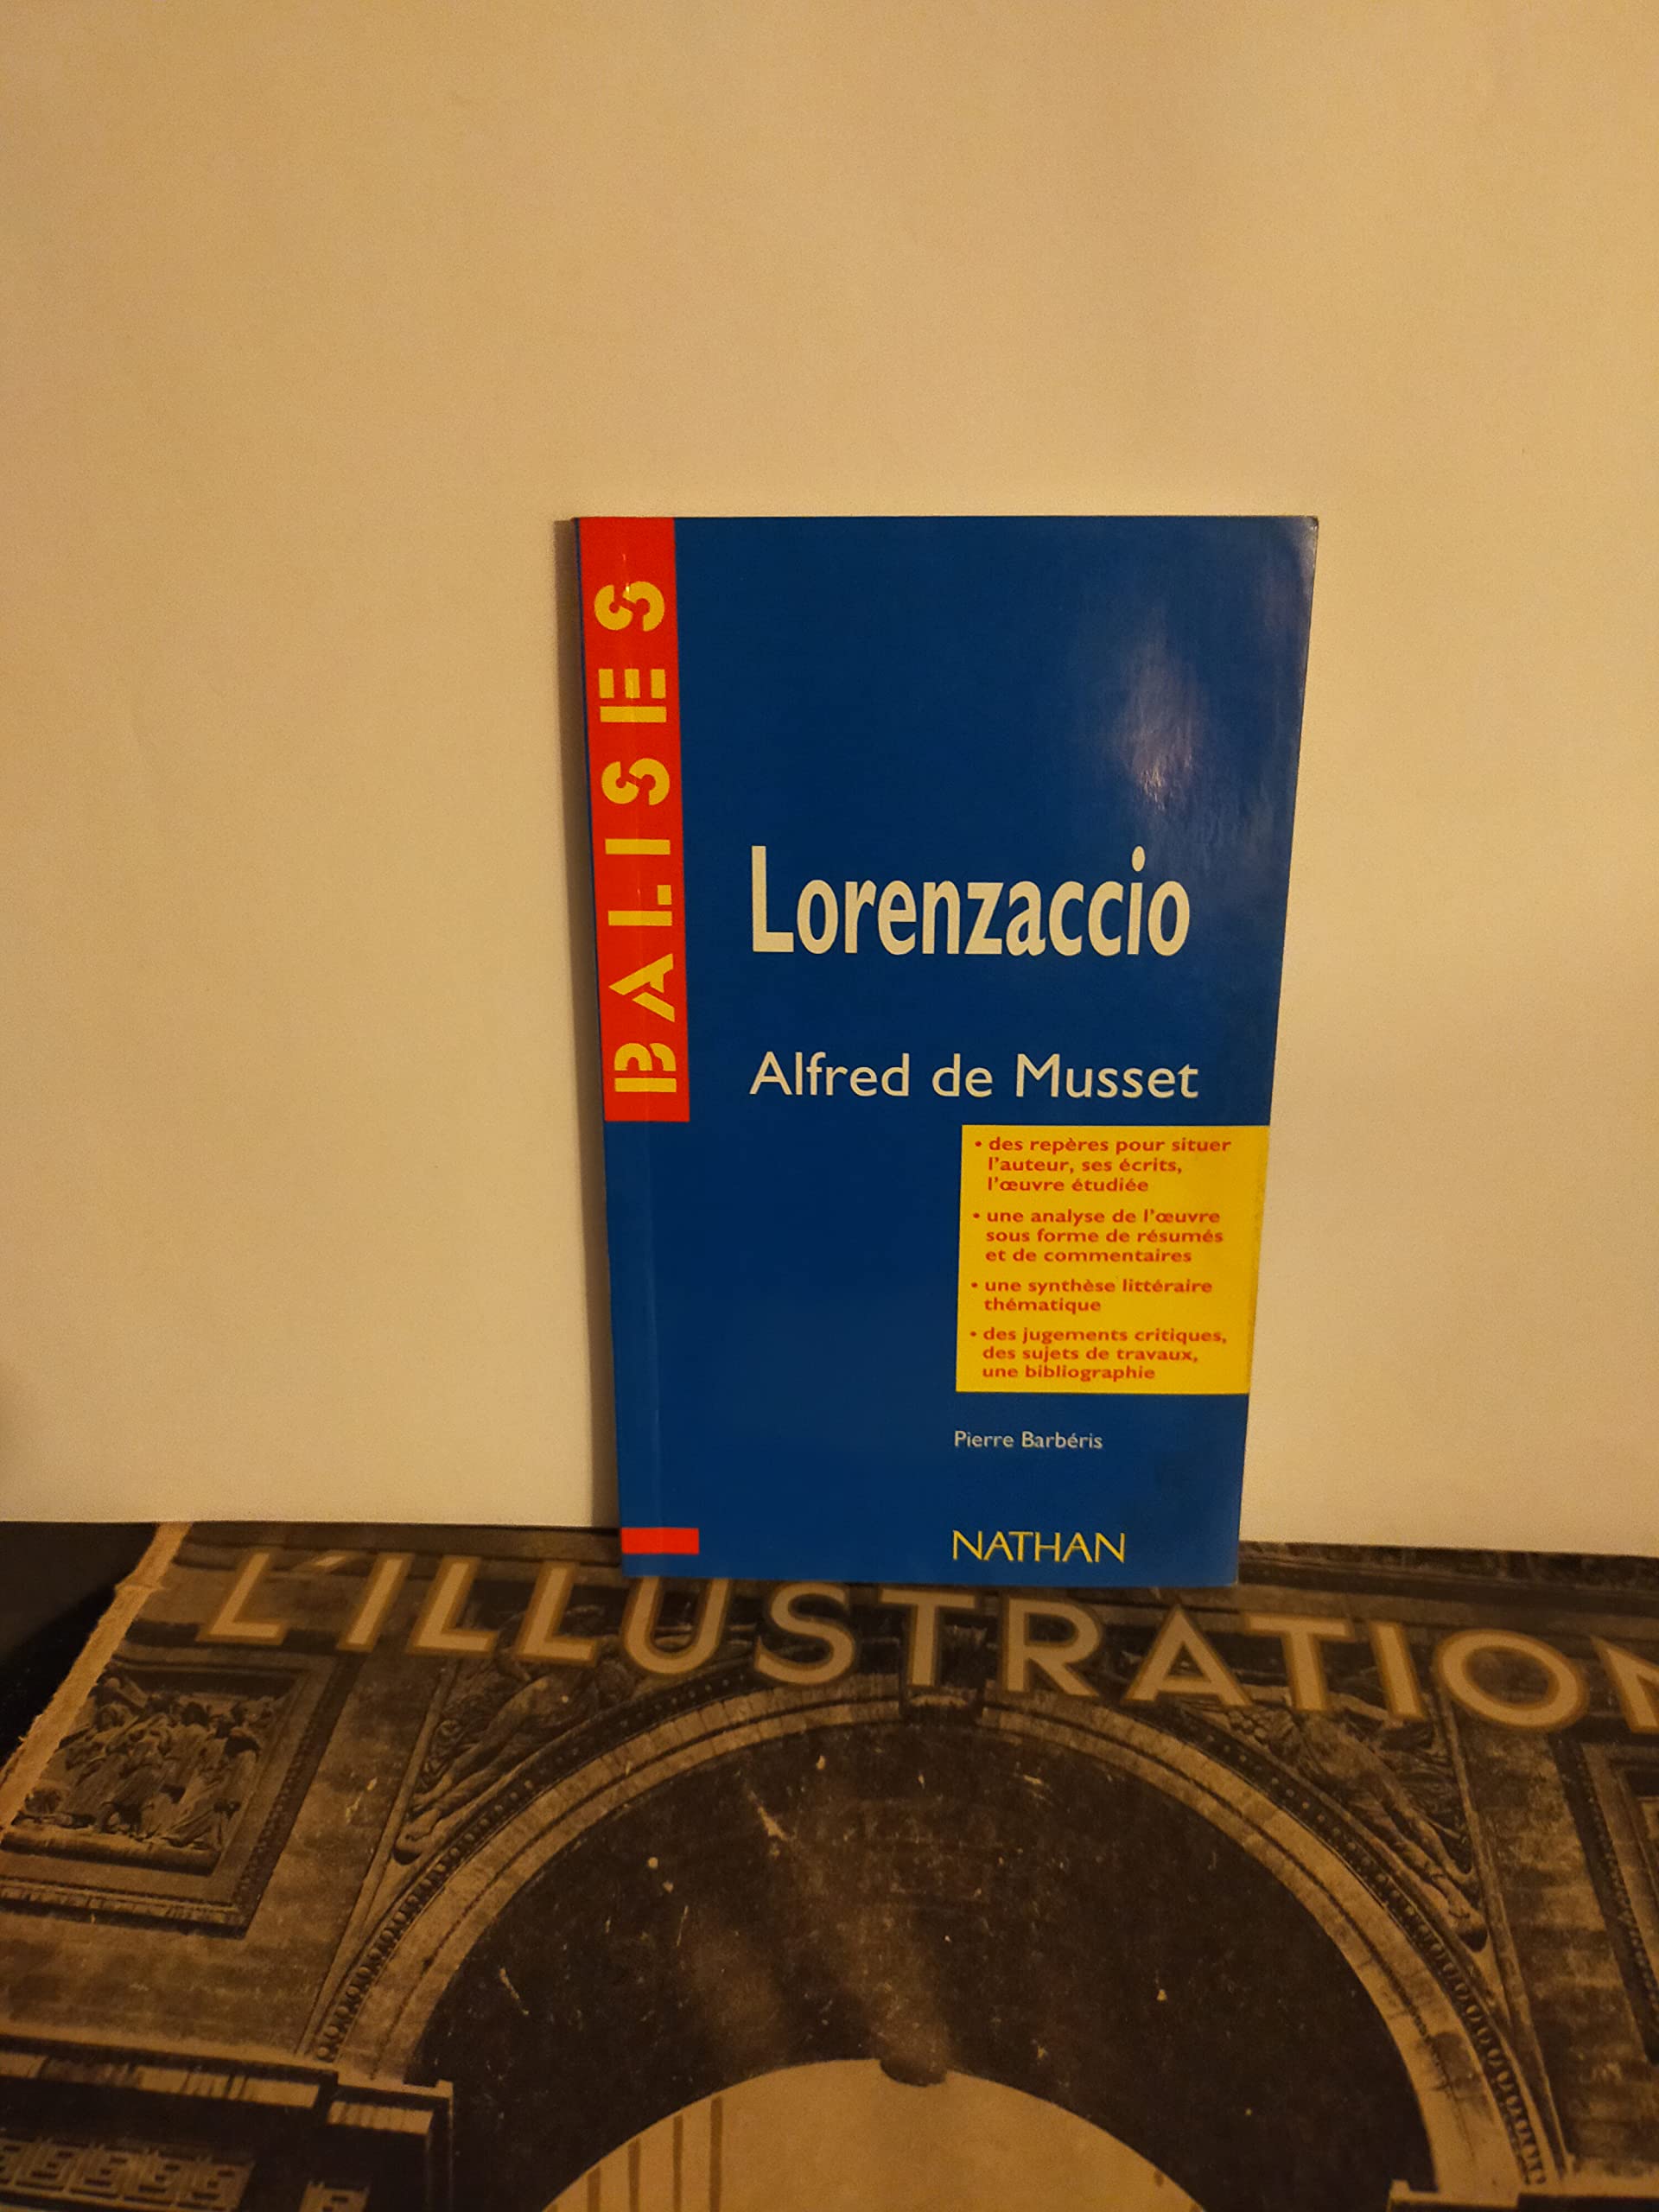 BALISES
Lorenzaccio
Alfred de Musset
• des repères pour situer
l'auteur, ses écrits,
l'œuvre étudiée
• une analyse de l'œuvre
sous forme de résumés
et de commentaires
• une synthèse littéraire
thématique
• des jugements critiques,
des sujets de travaux,
une bibliographie
Pierre Barbéris
NATHAN
L'ILLUSTRATION